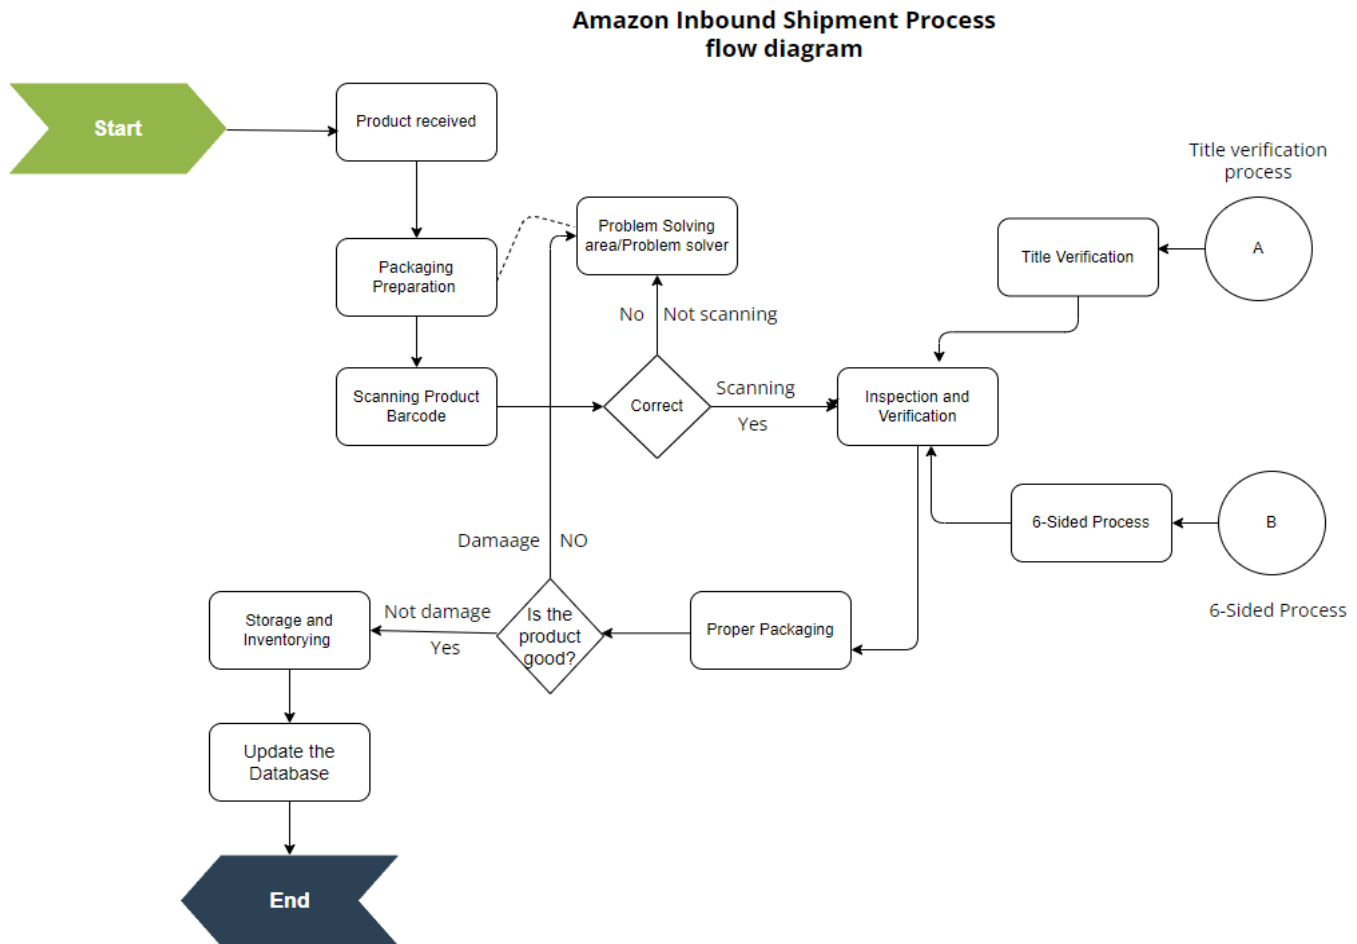 Amazon Inbound Shipment Process
flow diagram
Start
Product received
Title verification
process
A
Title Verification
Problem Solving
area/Problem solver
Packaging
Preparation
No
Not scanning
Scanning Product
Barcode
Correct
Scanning
Yes
Inspection and
Verification
6-Sided Process
B
6-Sided Process
Damaage
NO
Is the
product
good?
Proper Packaging
Not damage
Yes
Storage and
Inventorying
Update the
Database
End